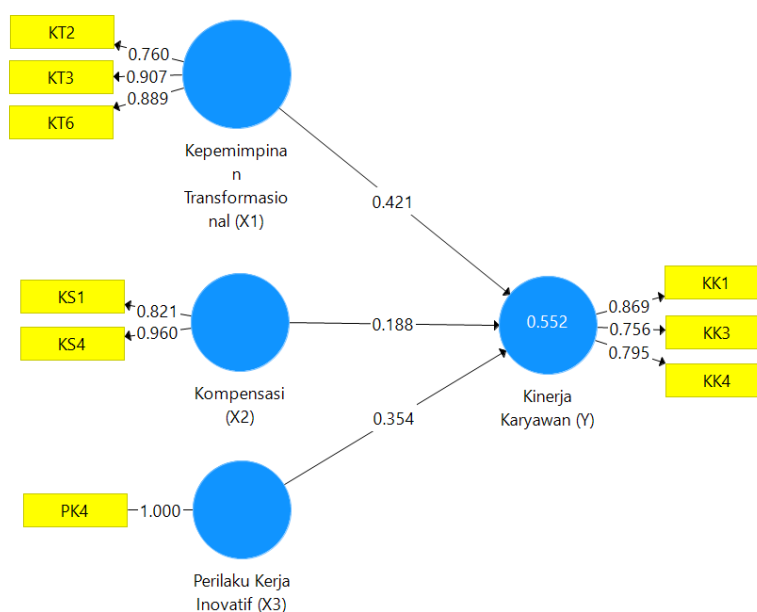 KT2
0.760
KT3
0.907
KT6
0.889
Kepemimpina
n
Transformasio
nal (X1)
0.421
KS1
0.821
KS4
0.960
Kompensasi
(X2)
0.188
PK4
1.000
Perilaku Kerja
Inovatif (X3)
0.354
0.552
Kinerja
Karyawan (Y)
KK1
0.869
KK3
0.756
KK4
0.795